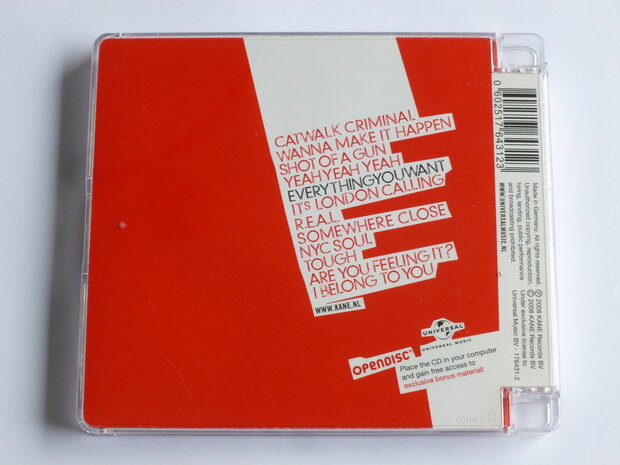 CATWALK CRIMINAL
WANNA MAKE IT HAPPEN
SHOT OF A GUN
YEAH YEAH YEAH
EVERYTHING YOU WANT
ITS LONDON CALLING
R.E.A.L.
SOMEWHERE CLOSE
NYC SOUL
TOUGH
ARE YOU FEELING IT?
I BELONG TO YOU
WWW.KANE.NL
UNIVERSAL
UNIVERSAL MUSIC
OPENDISC
Place the CD in your computer
and gain free access to
exclusive bonus material!
0 602517 643123
WWW.UNIVERSALMUSIC.NL
Made in Germany. All rights reserved.
Unauthorized copying, reproduction,
hiring, lending, public performance
and broadcasting prohibited.
℗ 2008 KANE Records BV
© 2008 KANE Records BV
Under exclusive license to
Universal Music BV - 176431-2